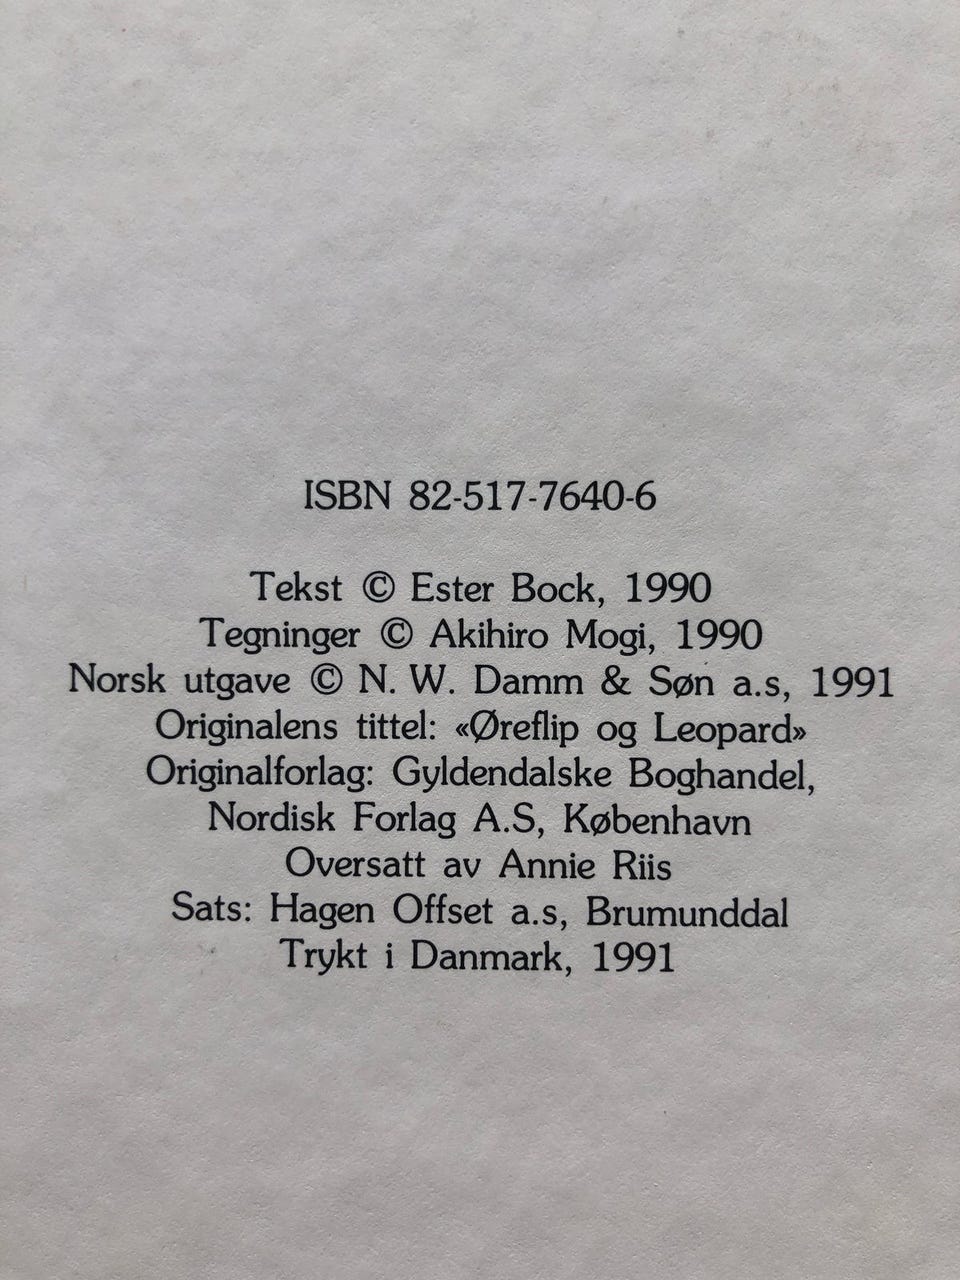 ISBN 82-517-7640-6
Tekst © Ester Bock, 1990
Tegninger © Akihiro Mogi, 1990
Norsk utgave © N. W. Damm & Søn a.s, 1991
Originalens tittel: «Øreflip og Leopard»
Originalforlag: Gyldendalske Boghandel,
Nordisk Forlag A.S, København
Oversatt av Annie Riis
Sats: Hagen Offset a.s, Brumunddal
Trykt i Danmark, 1991